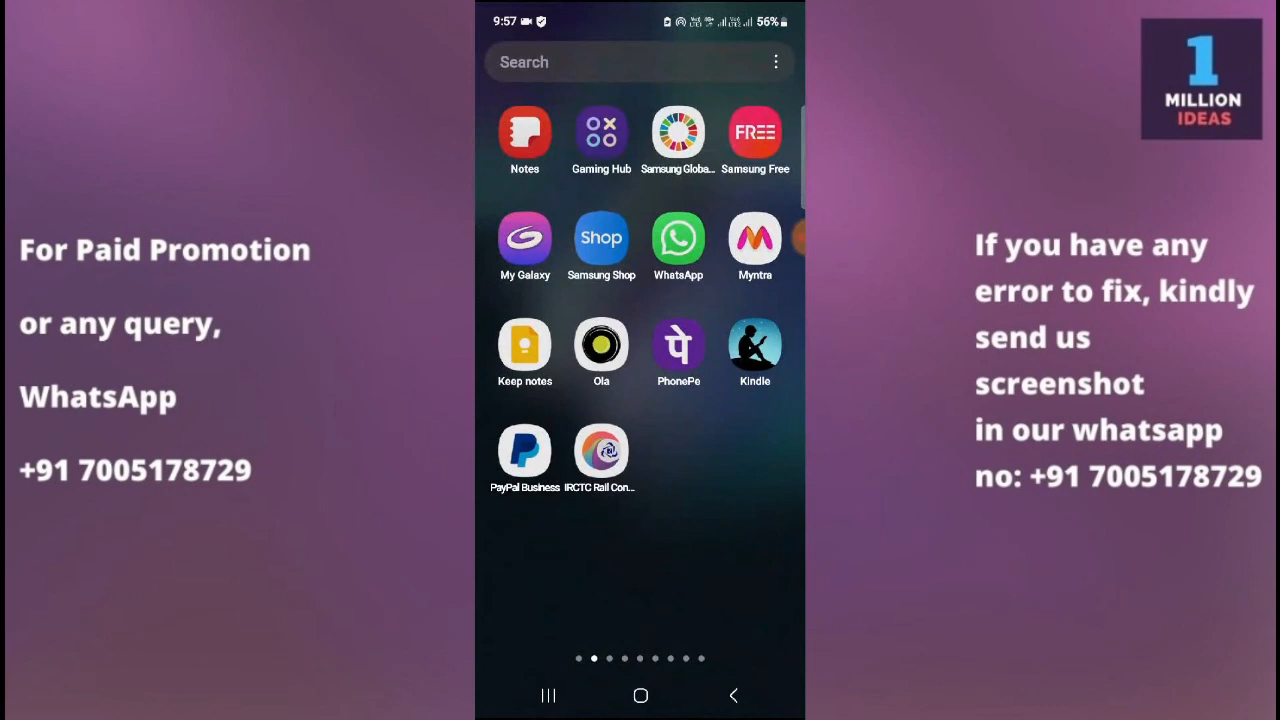 For Paid Promotion
or any query,
WhatsApp
+91 7005178729
9:57
56%
Search
FREE
Notes
Gaming Hub
Samsung Globa...
Samsung Free
Shop
My Galaxy
Samsung Shop
WhatsApp
Myntra
पे
Keep notes
Ola
PhonePe
Kindle
PayPal Business
IRCTC Rail Con...
1
MILLION
IDEAS
If you have any
error to fix, kindly
send us
screenshot
in our whatsapp
no: +91 7005178729